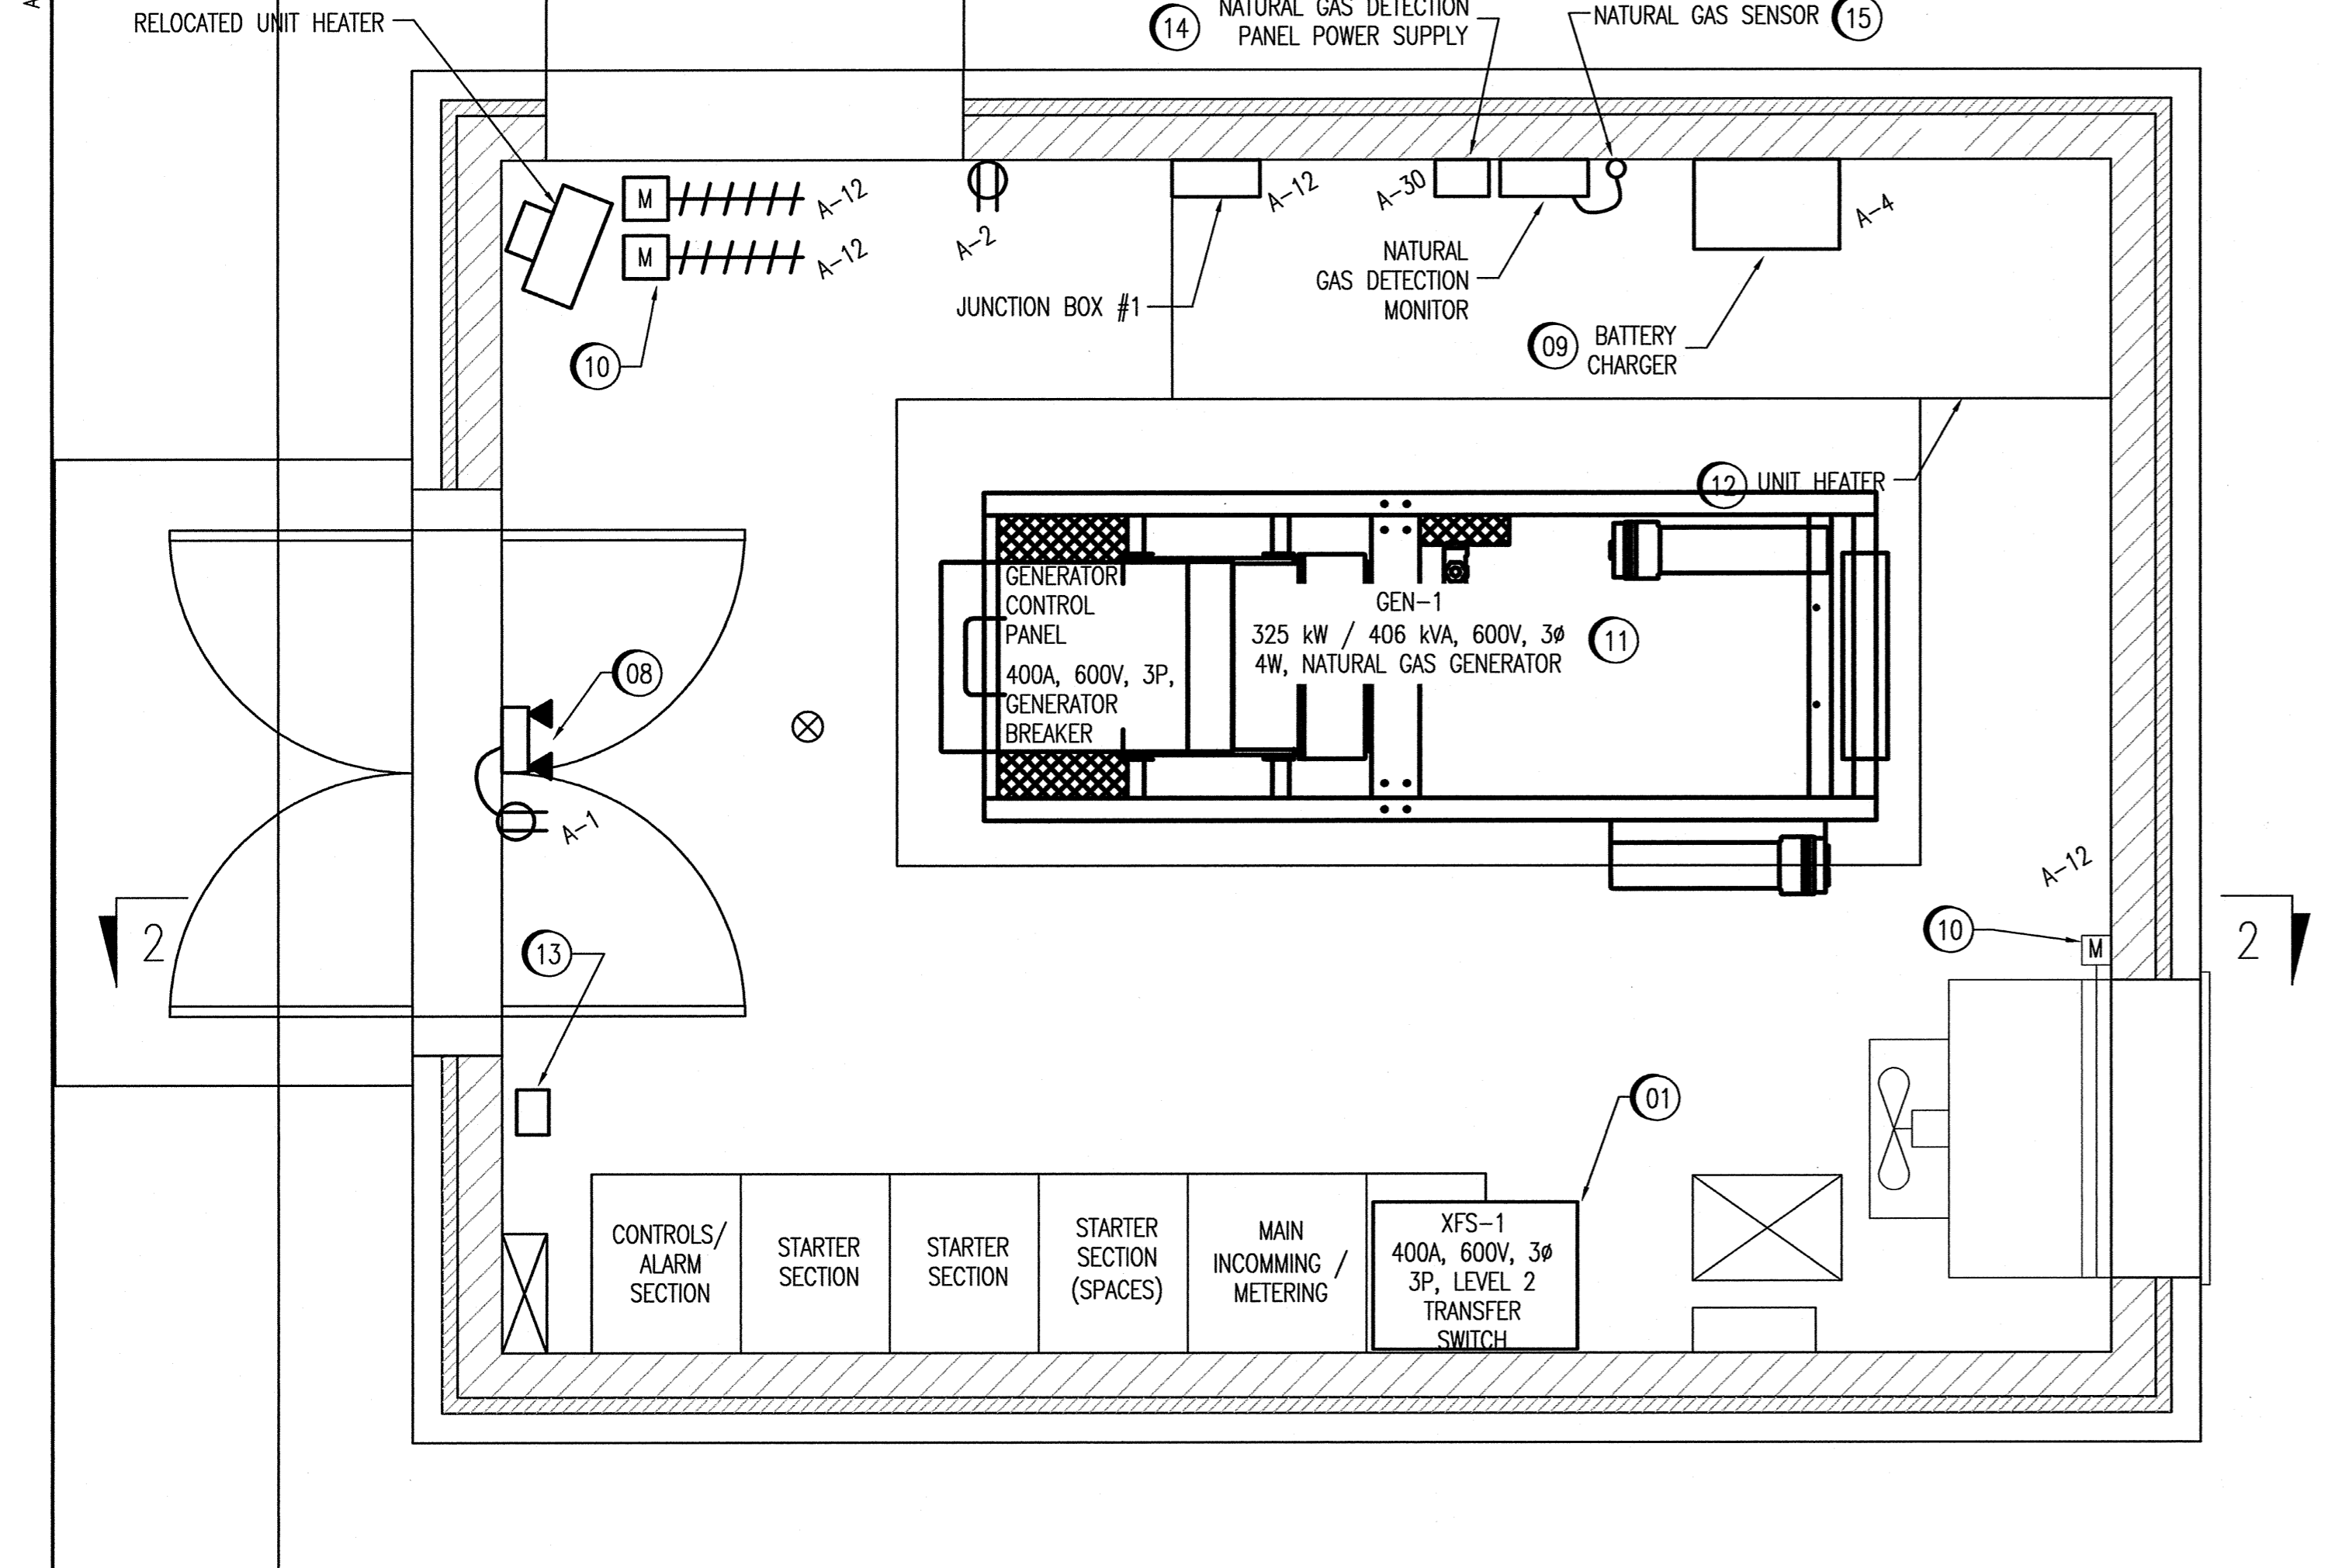 RELOCATED UNIT HEATER
14
NATURAL GAS DETECTION
PANEL POWER SUPPLY
NATURAL GAS SENSOR 15
M
A-12
M
A-12
10
A-2
JUNCTION BOX #1
A-12
A-30
NATURAL
GAS DETECTION
MONITOR
A-4
09
BATTERY
CHARGER
12 UNIT HEATER
GENERATOR
CONTROL
PANEL
400A, 600V, 3P,
GENERATOR
BREAKER
GEN-1
325 kW / 406 kVA, 600V, 3ø
4W, NATURAL GAS GENERATOR
11
08
A-1
2
13
A-12
10
M
2
01
CONTROLS/
ALARM
SECTION
STARTER
SECTION
STARTER
SECTION
STARTER
SECTION
(SPACES)
MAIN
INCOMMING /
METERING
XFS-1
400A, 600V, 3ø
3P, LEVEL 2
TRANSFER
SWITCH